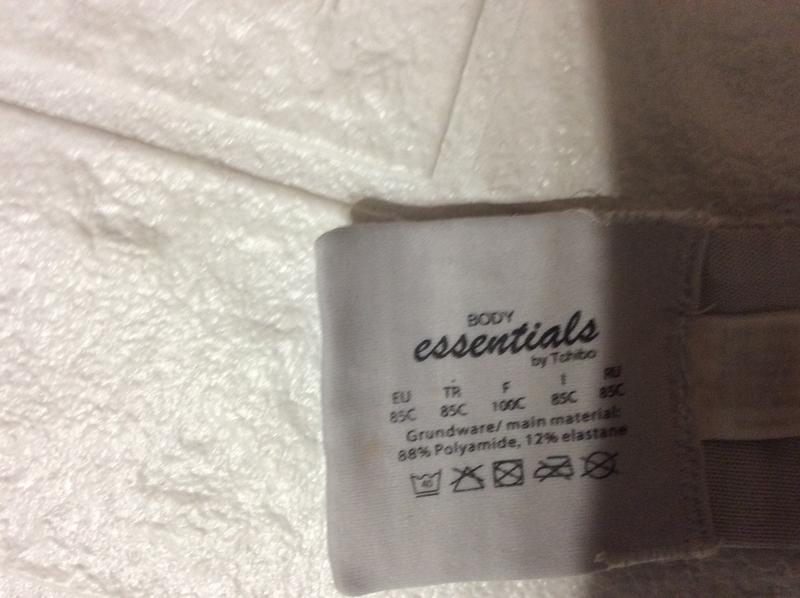 BODY
essentials
by Tchibo
EU TR F I RU
85C 85C 100C 85C 85C
Grundware/ main material:
88% Polyamide, 12% elastane
40